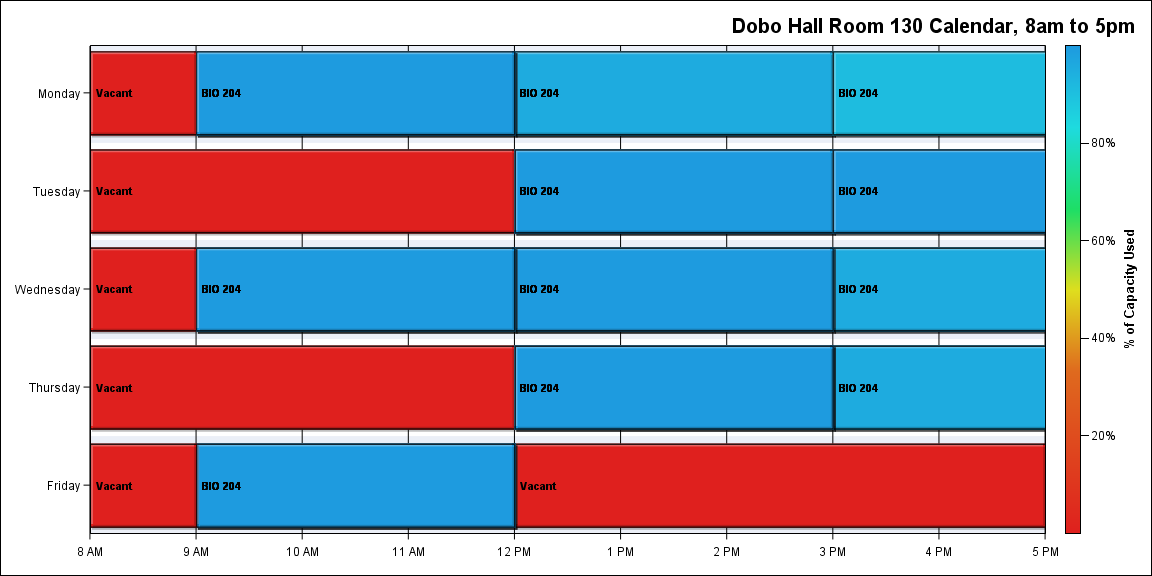 Dobo Hall Room 130 Calendar, 8am to 5pm
Monday
Vacant
BIO 204
BIO 204
BIO 204
80%
Tuesday
Vacant
BIO 204
BIO 204
60%
Wednesday
Vacant
BIO 204
BIO 204
BIO 204
% of Capacity Used
40%
Thursday
Vacant
BIO 204
BIO 204
20%
Friday
Vacant
BIO 204
Vacant
8 AM 9 AM 10 AM 11 AM 12 PM 1 PM 2 PM 3 PM 4 PM 5 PM